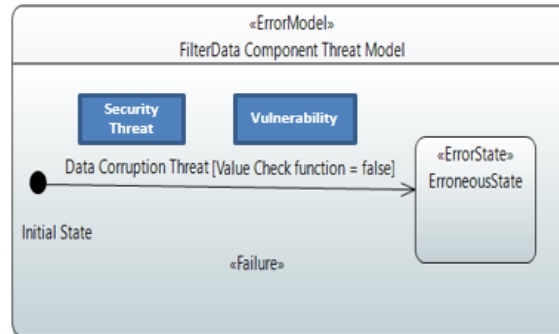 «ErrorModel»
FilterData Component Threat Model
Security
Threat
Vulnerability
Data Corruption Threat [Value Check function = false]
«ErrorState»
ErroneousState
Initial State
«Failure»